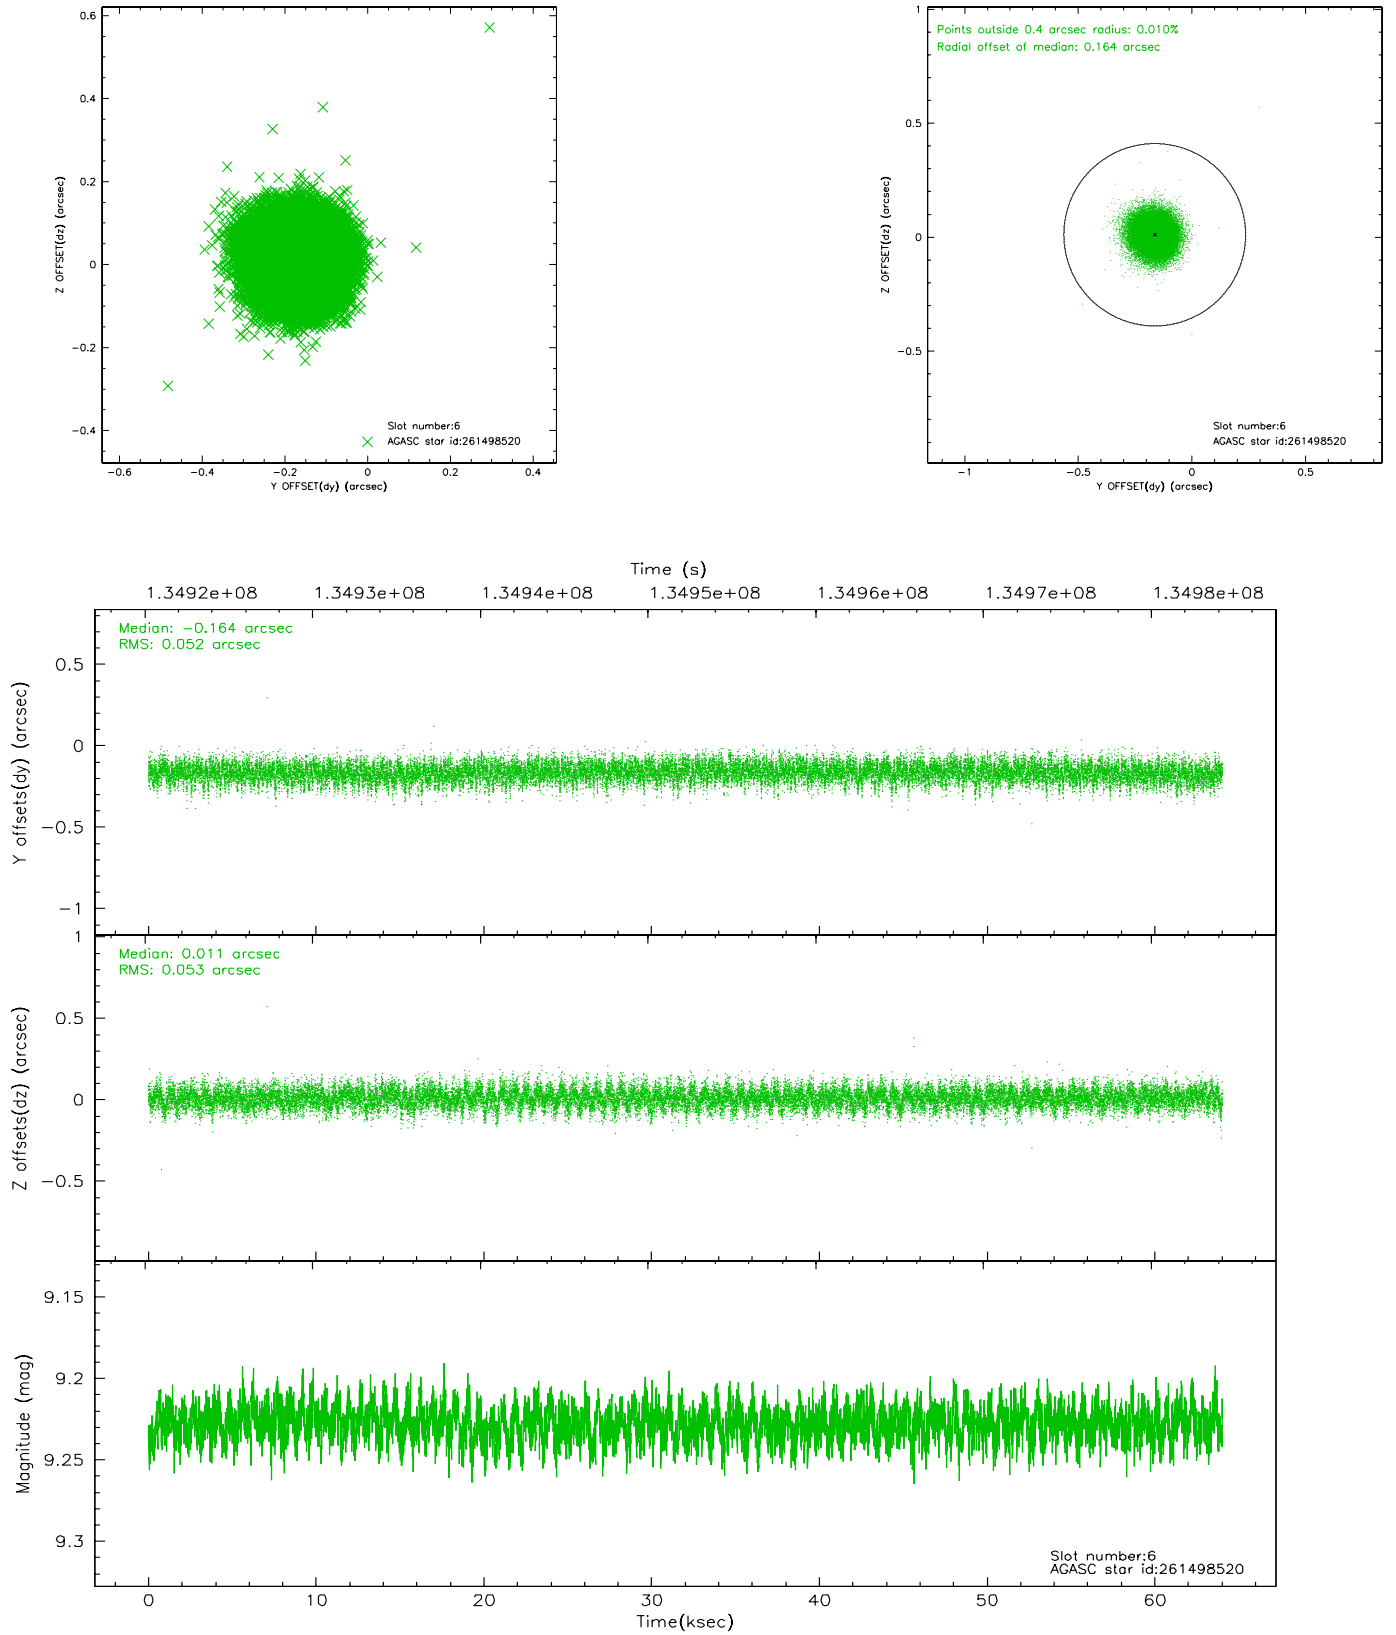 0.6
0.4
0.2
0
−0.2
−0.4
Z OFFSET(dz) (arcsec)
Slot number:6
AGASC star id:261498520
−0.6
−0.4
−0.2
0
0.2
0.4
Y OFFSET(dy) (arcsec)
Points outside 0.4 arcsec radius: 0.010%
Radial offset of median: 0.164 arcsec
1
0.5
0
−0.5
Z OFFSET(dz) (arcsec)
Slot number:6
AGASC star id:261498520
−1
−0.5
0
0.5
Y OFFSET(dy) (arcsec)
Time (s)
1.3492e+08
1.3493e+08
1.3494e+08
1.3495e+08
1.3496e+08
1.3497e+08
1.3498e+08
Median: −0.164 arcsec
RMS: 0.052 arcsec
0.5
0
−0.5
−1
Y offsets(dy) (arcsec)
Median: 0.011 arcsec
RMS: 0.053 arcsec
1
0.5
0
−0.5
Z offsets(dz) (arcsec)
9.15
9.2
9.25
9.3
Magnitude (mag)
Slot number:6
AGASC star id:261498520
0
10
20
30
40
50
60
Time(ksec)